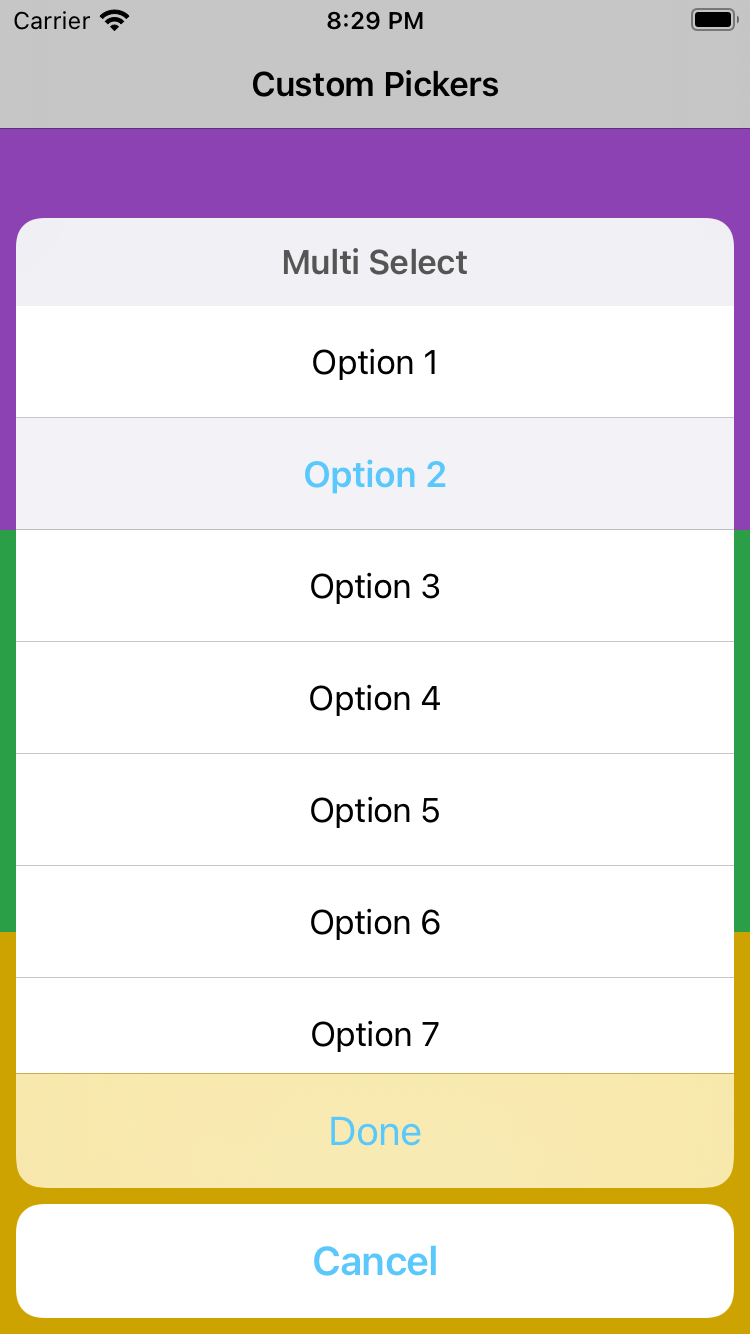 Carrier 8:29 PM
Custom Pickers
Multi Select
Option 1
Option 2
Option 3
Option 4
Option 5
Option 6
Option 7
Done
Cancel